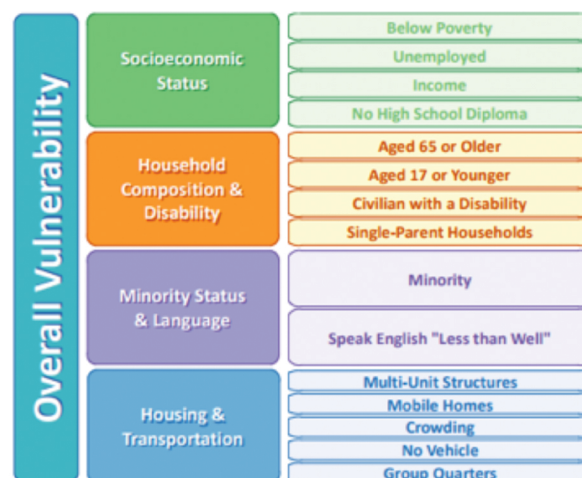 Overall Vulnerability
Socioeconomic
Status
Below Poverty
Unemployed
Income
No High School Diploma
Household
Composition &
Disability
Aged 65 or Older
Aged 17 or Younger
Civilian with a Disability
Single-Parent Households
Minority Status
& Language
Minority
Speak English "Less than Well"
Housing &
Transportation
Multi-Unit Structures
Mobile Homes
Crowding
No Vehicle
Group Quarters